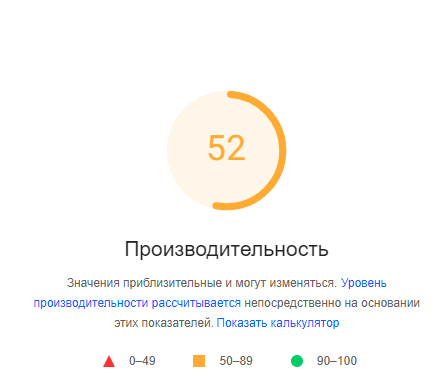 52
Производительность
Значения приблизительные и могут изменяться. Уровень
производительности рассчитывается непосредственно на основании
этих показателей. Показать калькулятор
0–49 50–89 90–100